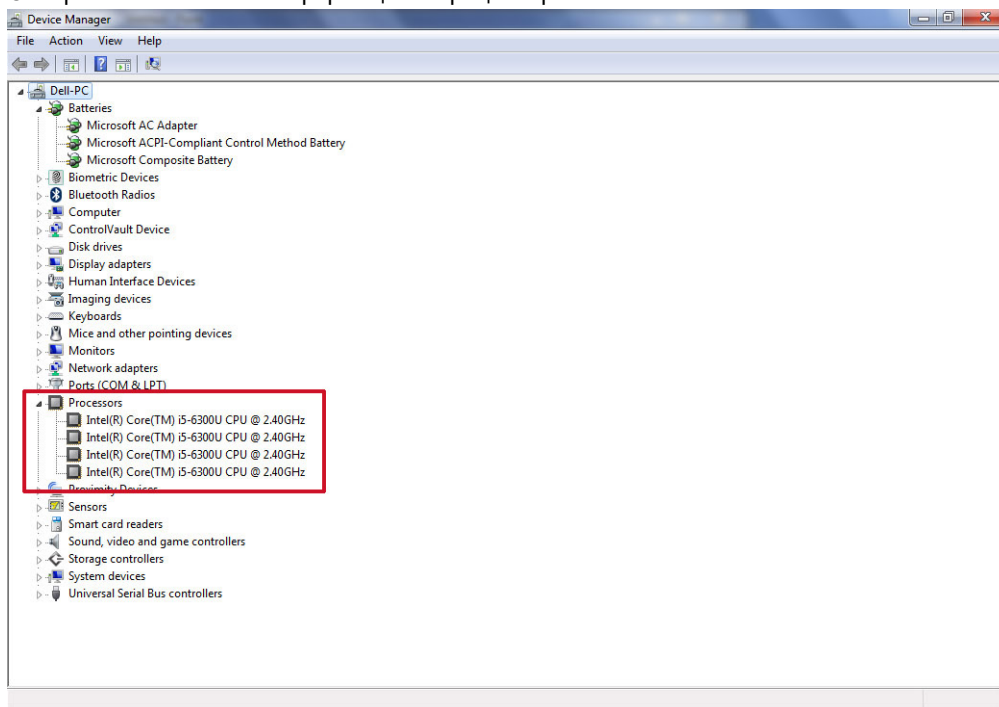 Device Manager
File Action View Help
Dell-PC
Batteries
Microsoft AC Adapter
Microsoft ACPI-Compliant Control Method Battery
Microsoft Composite Battery
Biometric Devices
Bluetooth Radios
Computer
ControlVault Device
Disk drives
Display adapters
Human Interface Devices
Imaging devices
Keyboards
Mice and other pointing devices
Monitors
Network adapters
Ports (COM & LPT)
Processors
Intel(R) Core(TM) i5-6300U CPU @ 2.40GHz
Intel(R) Core(TM) i5-6300U CPU @ 2.40GHz
Intel(R) Core(TM) i5-6300U CPU @ 2.40GHz
Intel(R) Core(TM) i5-6300U CPU @ 2.40GHz
Proximity Devices
Sensors
Smart card readers
Sound, video and game controllers
Storage controllers
System devices
Universal Serial Bus controllers